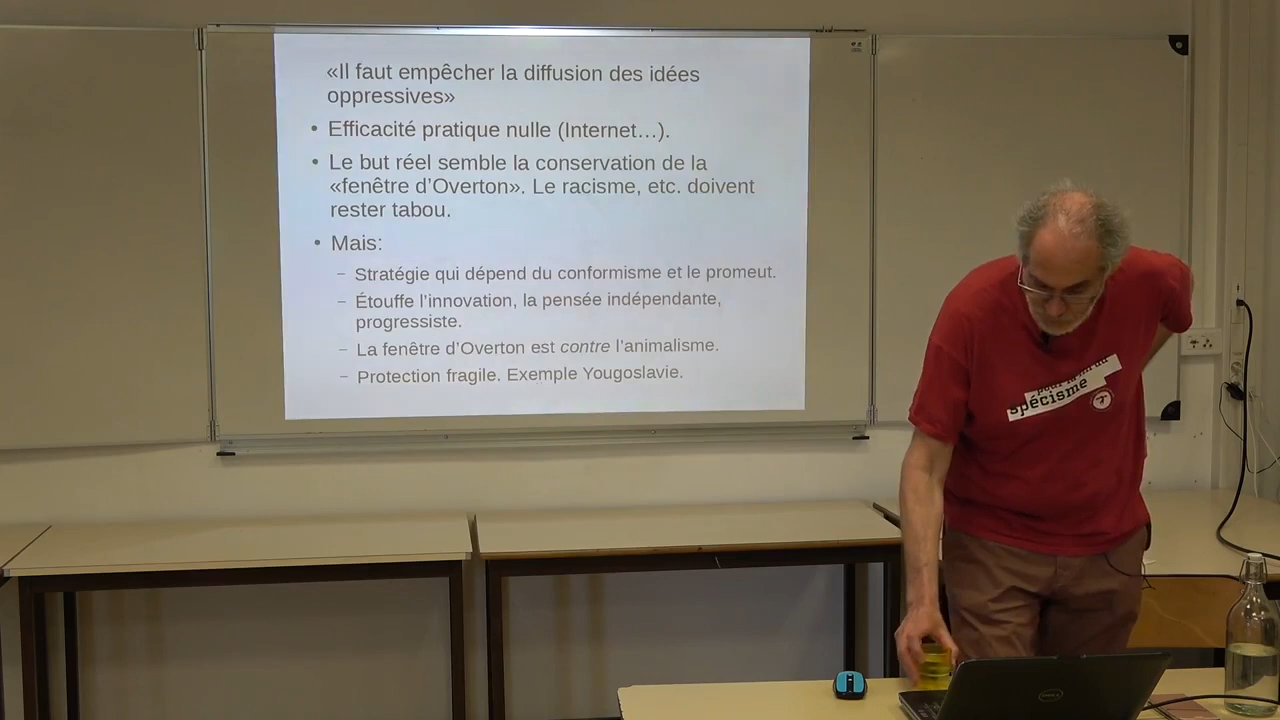 «Il faut empêcher la diffusion des idées
oppressives»
• Efficacité pratique nulle (Internet…).
• Le but réel semble la conservation de la
«fenêtre d’Overton». Le racisme, etc. doivent
rester tabou.
• Mais:
– Stratégie qui dépend du conformisme et le promeut.
– Étouffe l’innovation, la pensée indépendante,
progressiste.
– La fenêtre d’Overton est contre l’animalisme.
– Protection fragile. Exemple Yougoslavie.
spécisme
DELL